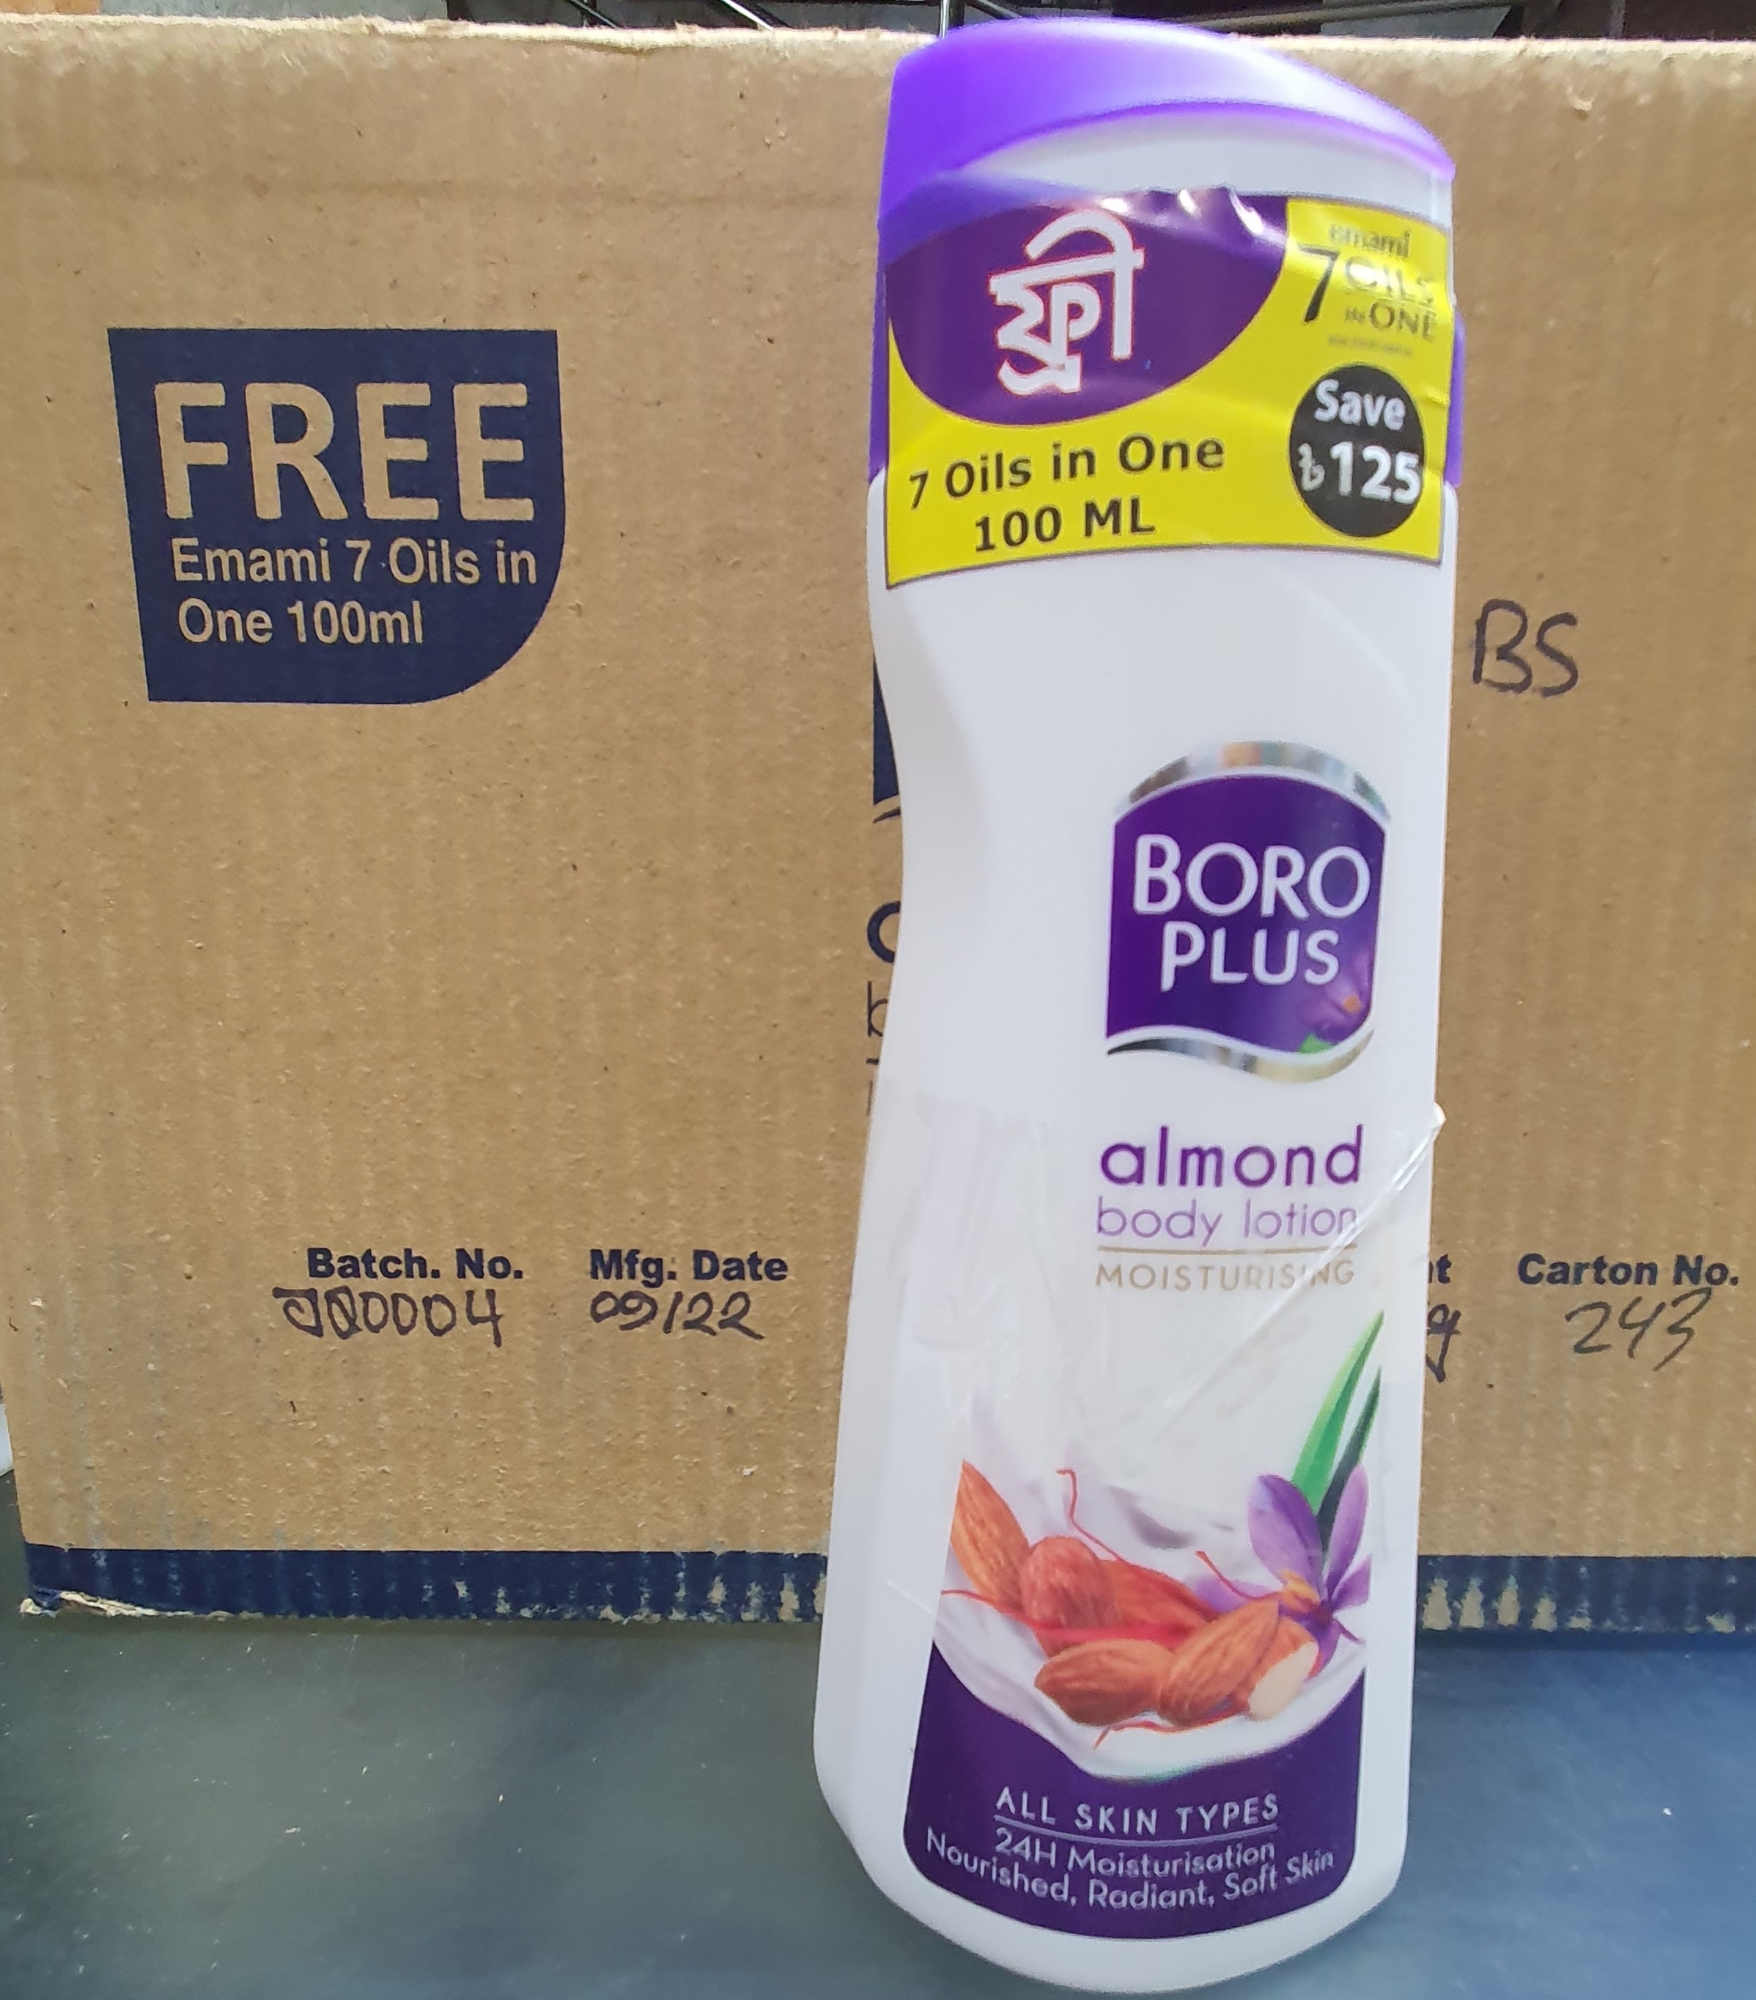 FREE
Emami 7 Oils in
One 100ml
Batch. No.
Mfg. Date
09/22
Carton No.
243
BS
ফ্রী
emami
7 OILS
IN ONE
Save
৳125
7 Oils in One
100 ML
BORO
PLUS
almond
body lotion
MOISTURISING
ALL SKIN TYPES
24H Moisturisation
Nourished, Radiant, Soft Skin